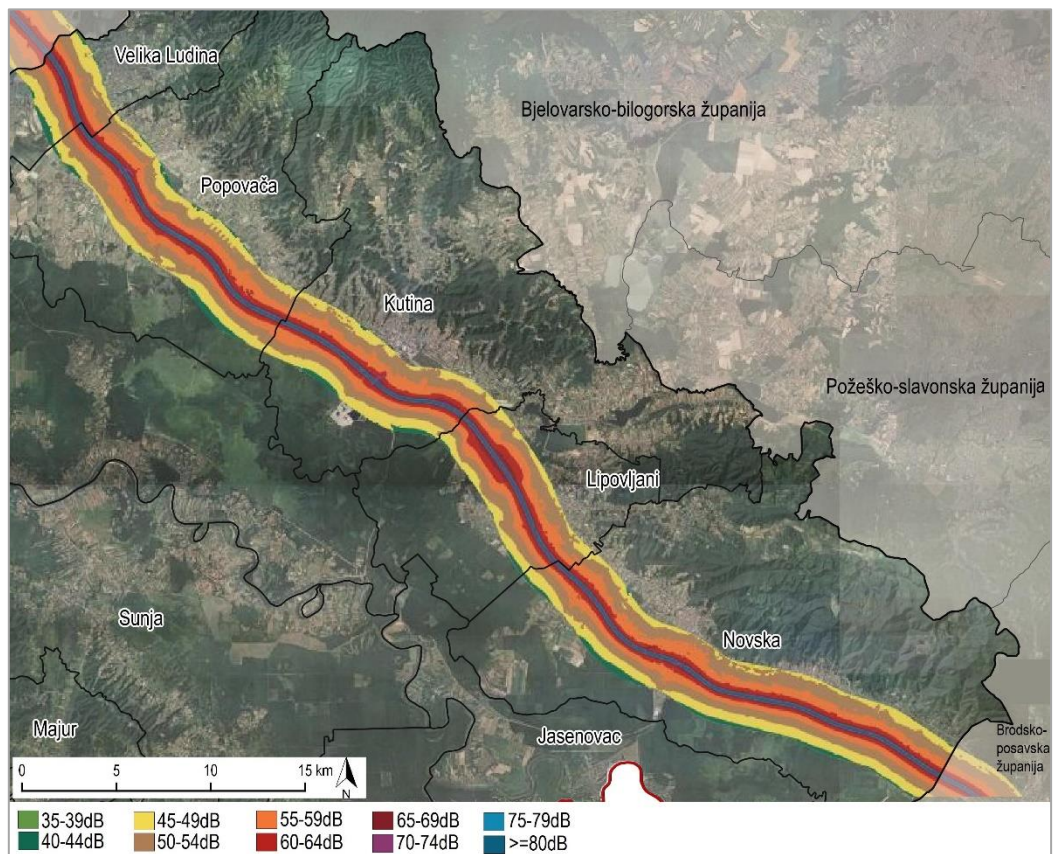 Velika Ludina
Bjelovarsko-bilogorska županija
Popovača
Kutina
Požeško-slavonska županija
Lipovljani
Sunja
Novska
Majur
Jasenovac
Brodsko-
posavska
županija
0 5 10 15 km
N
35-39dB 45-49dB 55-59dB 65-69dB 75-79dB
40-44dB 50-54dB 60-64dB 70-74dB >=80dB